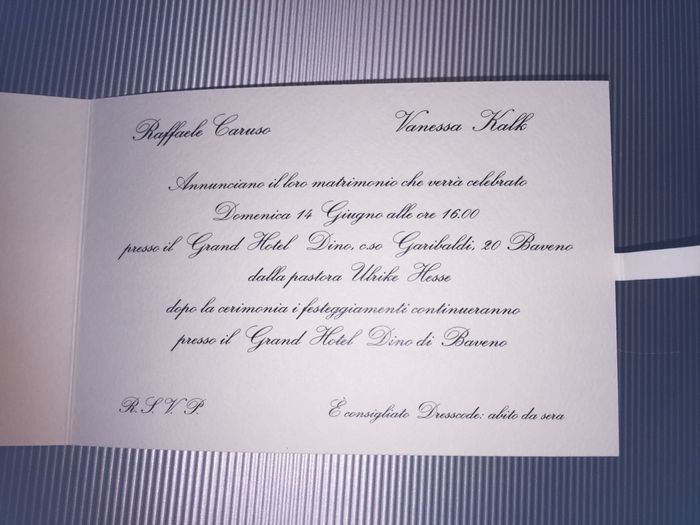 Raffaele Caruso Vanessa Kalk
Annunciano il loro matrimonio che verrà celebrato
Domenica 14 Giugno alle ore 16.00
presso il Grand Hotel Dino, c.so Garibaldi, 20 Baveno
dalla pastora Ulrike Hesse
dopo la cerimonia i festeggiamenti continueranno
presso il Grand Hotel Dino di Baveno
R.S.V.P. È consigliato Dresscode: abito da sera